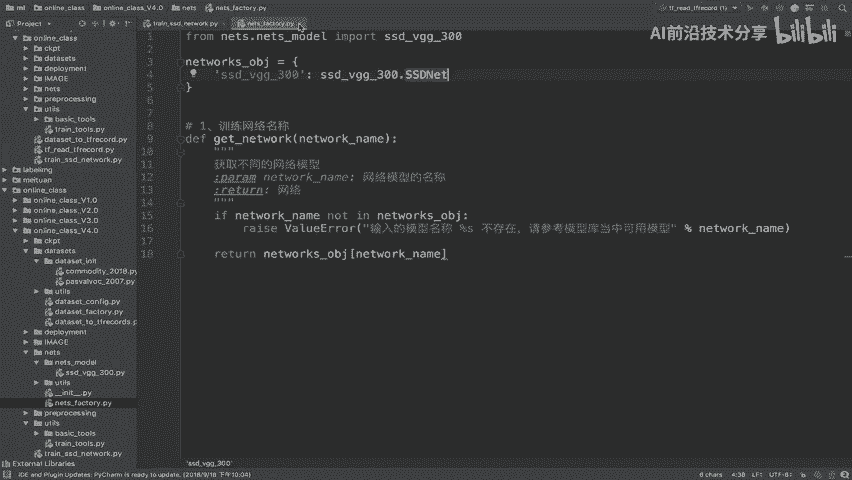 ml online_class online_class_V4.0 nets nets_factory.py
tf_read_tfrecord (1)
AI前沿技术分享 bilibili
Project
train_ssd_network.py
nets_factory.py
online_class
ckpt
datasets
deployment
IMAGE
nets
preprocessing
utils
basic_tools
train_tools.py
dataset_to_tfrecord.py
tf_read_tfrecord.py
train_ssd_network.py
labelimg
meituan
online_class
online_class_V1.0
online_class_V2.0
online_class_V3.0
online_class_V4.0
ckpt
datasets
dataset_init
commodity_2018.py
pasvalvoc_2007.py
utils
dataset_config.py
dataset_factory.py
dataset_to_tfrecords.p
deployment
IMAGE
nets
nets_model
ssd_vgg_300.py
utils
__init__.py
nets_factory.py
preprocessing
utils
basic_tools
train_tools.py
train_ssd_network.py
External Libraries
1 from nets.nets_model import ssd_vgg_300
2
3 networks_obj = {
4 'ssd_vgg_300': ssd_vgg_300.SSDNet
5 }
6
7
8 # 1、训练网络名称
9 def get_network(network_name):
10 """
11 获取不同的网络模型
12 :param network_name: 网络模型的名称
13 :return: 网络
14 """
15 if network_name not in networks_obj:
16 raise ValueError("输入的模型名称 %s 不存在，请参考模型库当中可用模型" % network_name)
17
18 return networks_obj[network_name]
'ssd_vgg_300'
IDE and Plugin Updates: PyCharm is ready to update. (2018/9/18 下午10:04)
6 chars 4:38 LF: UTF-8: